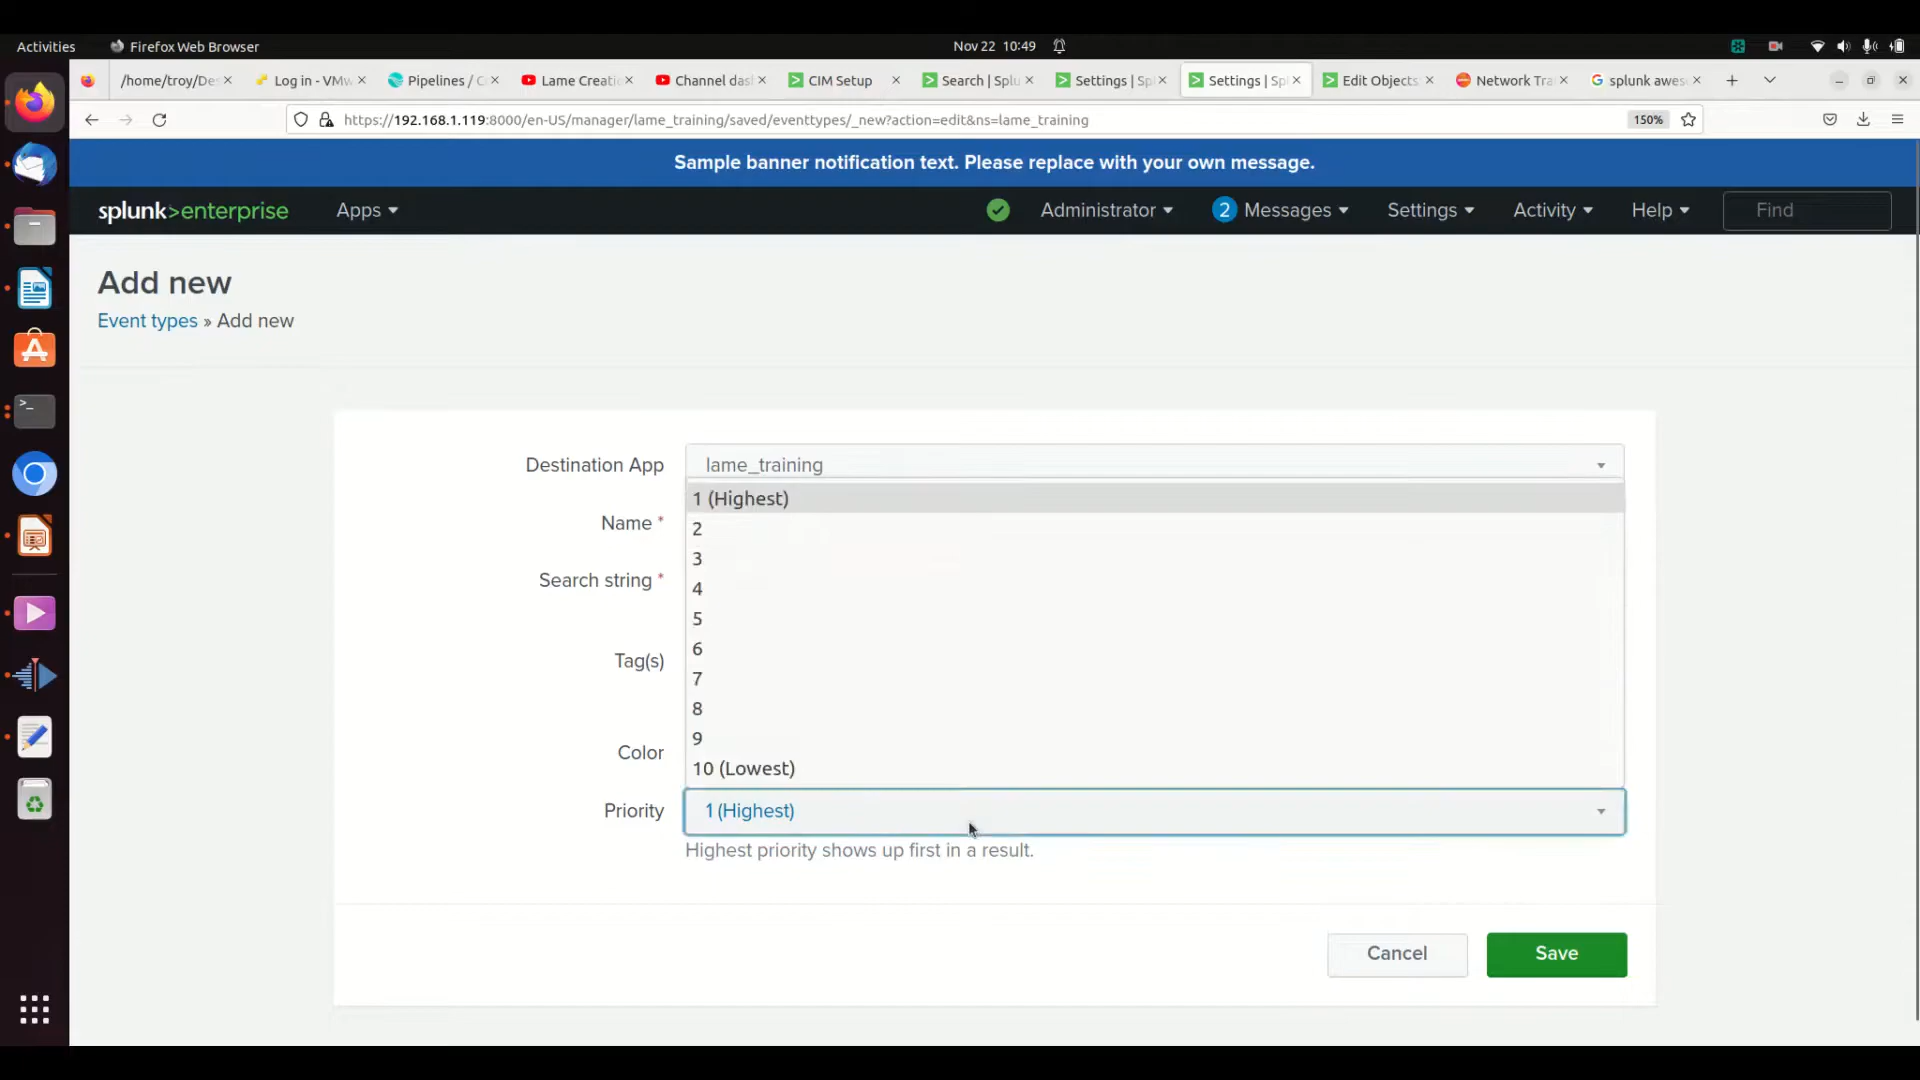 Activities
Firefox Web Browser
Nov 22 10:49
/home/troy/De
Log in - VMw
Pipelines / C
Lame Creatio
Channel das
CIM Setup
Search | Splu
Settings | Spl
Settings | Spl
Edit Objects
Network Tra
splunk awes
https://192.168.1.119:8000/en-US/manager/lame_training/saved/eventtypes/_new?action=edit&ns=lame_training
150%
Sample banner notification text. Please replace with your own message.
splunk>enterprise
Apps
Administrator
2 Messages
Settings
Activity
Help
Find
Add new
Event types » Add new
Destination App
lame_training
1 (Highest)
Name *
2
3
Search string *
4
5
6
Tag(s)
7
8
9
Color
10 (Lowest)
Priority
1 (Highest)
Highest priority shows up first in a result.
Cancel
Save